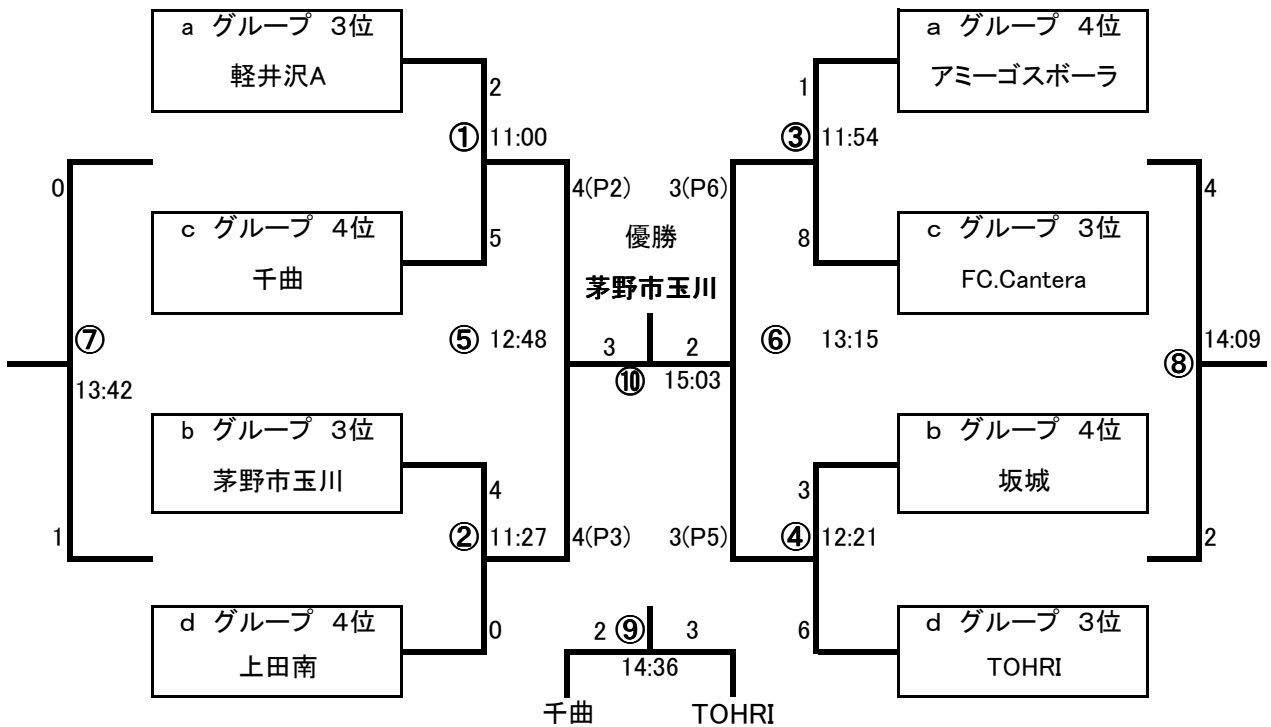 a グループ 3位
軽井沢A
a グループ 4位
アミーゴスボーラ
2
1
① 11:00
③ 11:54
0
4(P2) 3(P6)
4
c グループ 4位
千曲
5
優勝
茅野市玉川
8
c グループ 3位
FC.Cantera
⑦
13:42
⑤ 12:48
3
2
⑩ 15:03
⑥ 13:15
⑧
14:09
b グループ 3位
茅野市玉川
b グループ 4位
坂城
4
3
1
② 11:27
4(P3) 3(P5)
④ 12:21
2
d グループ 4位
上田南
0
2 ⑨ 3
14:36
6
d グループ 3位
TOHRI
千曲
TOHRI